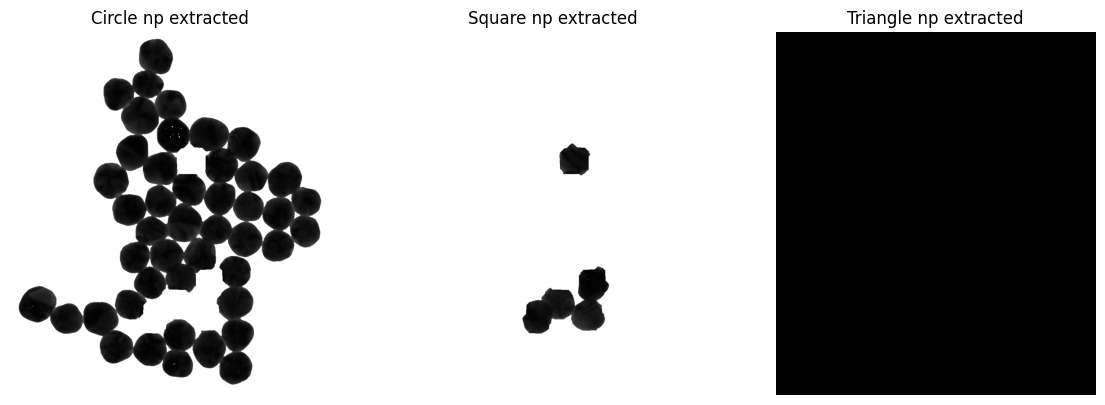 Circle np extracted
Square np extracted
Triangle np extracted